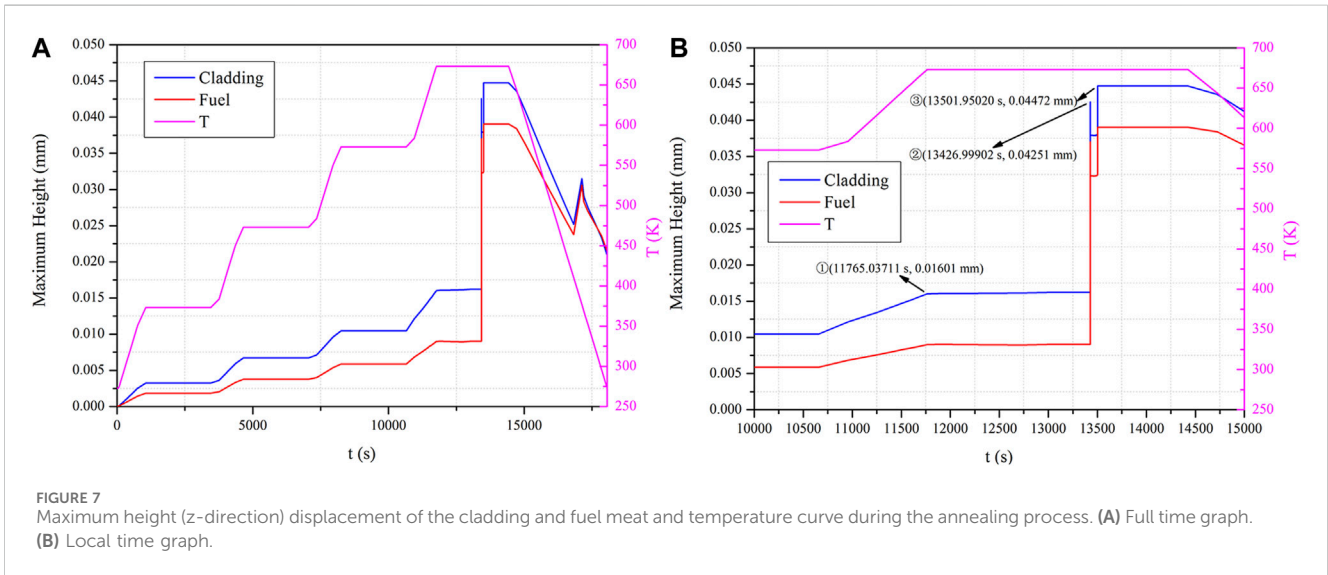 A
Maximum Height (mm)
0.050
0.045
0.040
0.035
0.030
0.025
0.020
0.015
0.010
0.005
0.000
Cladding
Fuel
T
700
650
600
550
500
450
400
350
300
250
T (K)
0
5000
10000
15000
t (s)
B
Maximum Height (mm)
0.050
0.045
0.040
0.035
0.030
0.025
0.020
0.015
0.010
0.005
0.000
③(13501.95020 s, 0.04472 mm)
②(13426.99902 s, 0.04251 mm)
Cladding
Fuel
T
①(11765.03711 s, 0.01601 mm)
700
650
600
550
500
450
400
350
300
250
T (K)
10000 10500 11000 11500 12000 12500 13000 13500 14000 14500 15000
t (s)
FIGURE 7
Maximum height (z-direction) displacement of the cladding and fuel meat and temperature curve during the annealing process. (A) Full time graph.
(B) Local time graph.